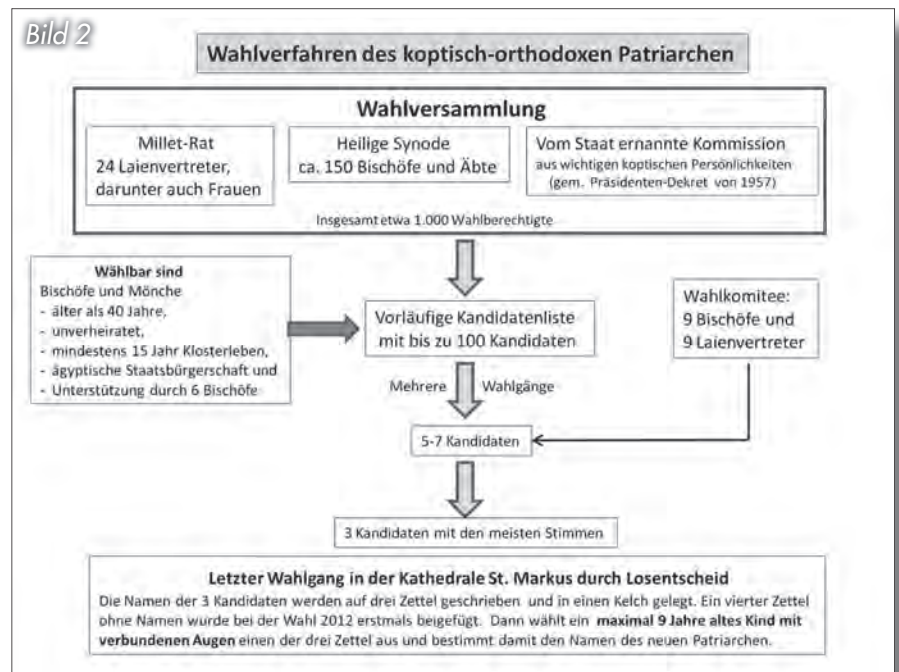 Bild 2
Wahlverfahren des koptisch-orthodoxen Patriarchen
Wahlversammlung
Millet-Rat
24 Laienvertreter,
darunter auch Frauen
Heilige Synode
ca. 150 Bischöfe und Äbte
Vom Staat ernannte Kommission
aus wichtigen koptischen Persönlichkeiten
(gem. Präsidenten-Dekret von 1957)
Insgesamt etwa 1.000 Wahlberechtigte
Wählbar sind
Bischöfe und Mönche
- älter als 40 Jahre,
- unverheiratet,
- mindestens 15 Jahr Klosterleben,
- ägyptische Staatsbürgerschaft und
- Unterstützung durch 6 Bischöfe
Vorläufige Kandidatenliste
mit bis zu 100 Kandidaten
Wahlkomitee:
9 Bischöfe und
9 Laienvertreter
Mehrere Wahlgänge
5-7 Kandidaten
3 Kandidaten mit den meisten Stimmen
Letzter Wahlgang in der Kathedrale St. Markus durch Losentscheid
Die Namen der 3 Kandidaten werden auf drei Zettel geschrieben und in einen Kelch gelegt. Ein vierter Zettel
ohne Namen wurde bei der Wahl 2012 erstmals beigefügt. Dann wählt ein maximal 9 Jahre altes Kind mit
verbundenen Augen einen der drei Zettel aus und bestimmt damit den Namen des neuen Patriarchen.